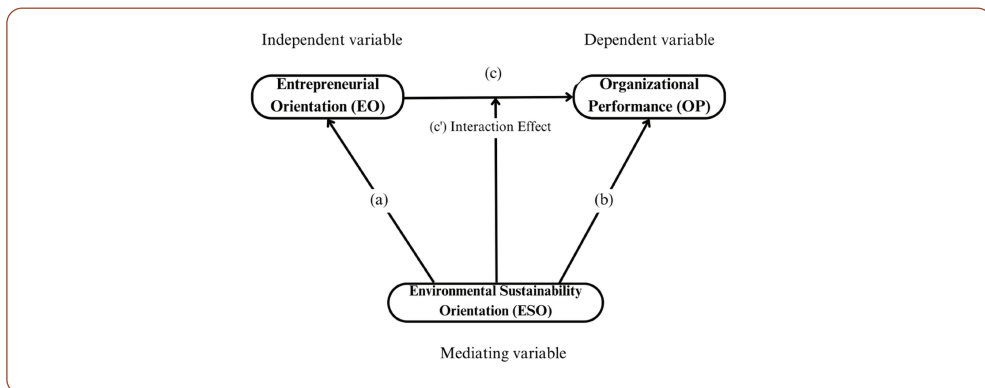 Independent variable
Dependent variable
(c)
Entrepreneurial
Orientation (EO)
Organizational
Performance (OP)
(c') Interaction Effect
(a)
(b)
Environmental Sustainability
Orientation (ESO)
Mediating variable